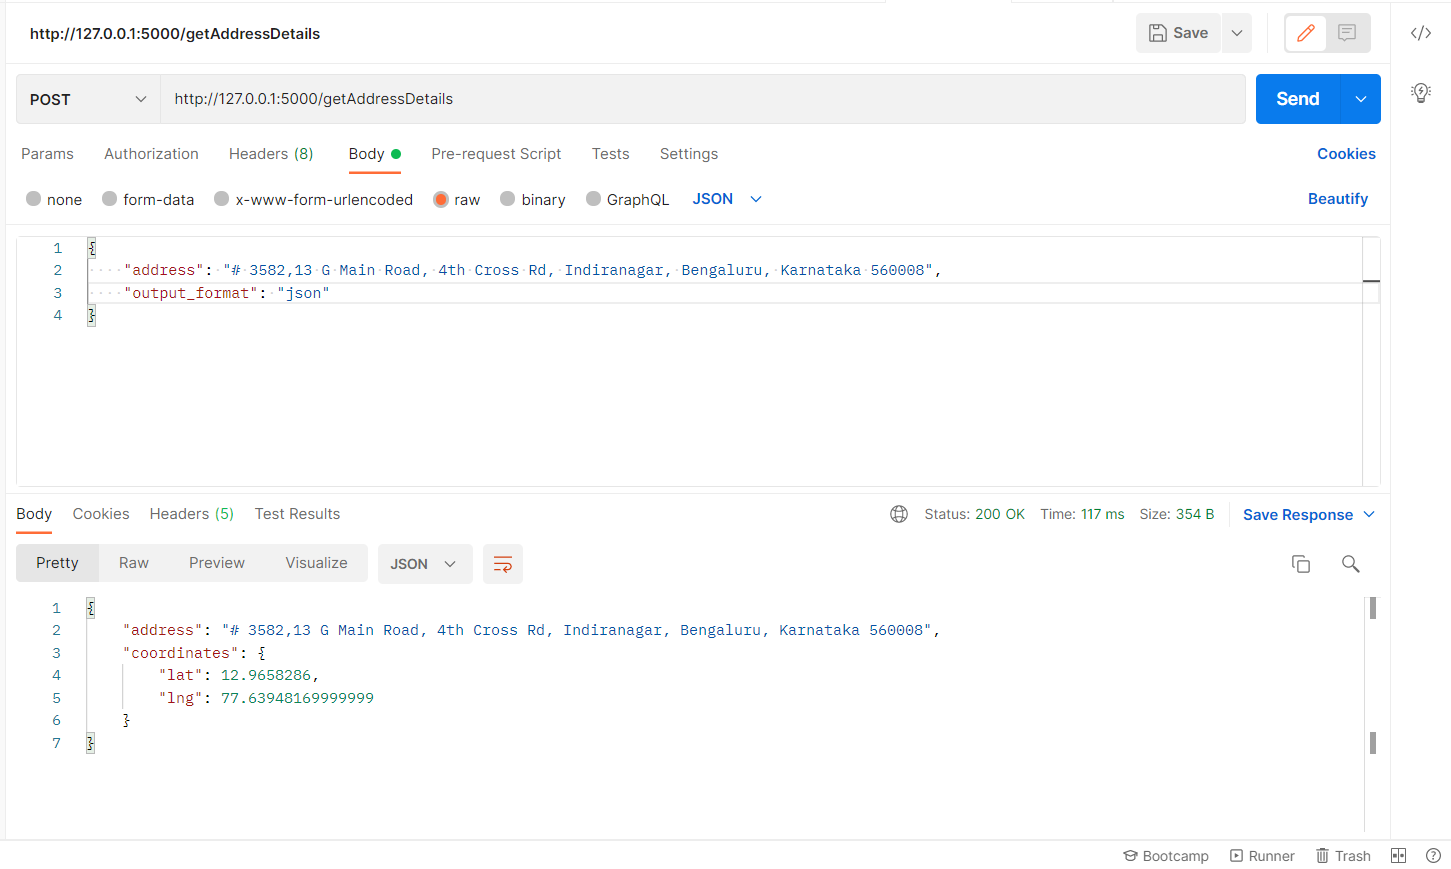 http://127.0.0.1:5000/getAddressDetails
Save
POST
http://127.0.0.1:5000/getAddressDetails
Send
Params Authorization Headers (8) Body Pre-request Script Tests Settings Cookies
none form-data x-www-form-urlencoded raw binary GraphQL JSON Beautify
1 {
2 "address": "# 3582,13 G Main Road, 4th Cross Rd, Indiranagar, Bengaluru, Karnataka 560008",
3 "output_format": "json"
4 }
Body Cookies Headers (5) Test Results Status: 200 OK Time: 117 ms Size: 354 B Save Response
Pretty Raw Preview Visualize JSON
1 {
2 "address": "# 3582,13 G Main Road, 4th Cross Rd, Indiranagar, Bengaluru, Karnataka 560008",
3 "coordinates": {
4 "lat": 12.9658286,
5 "lng": 77.63948169999999
6 }
7 }
Bootcamp Runner Trash